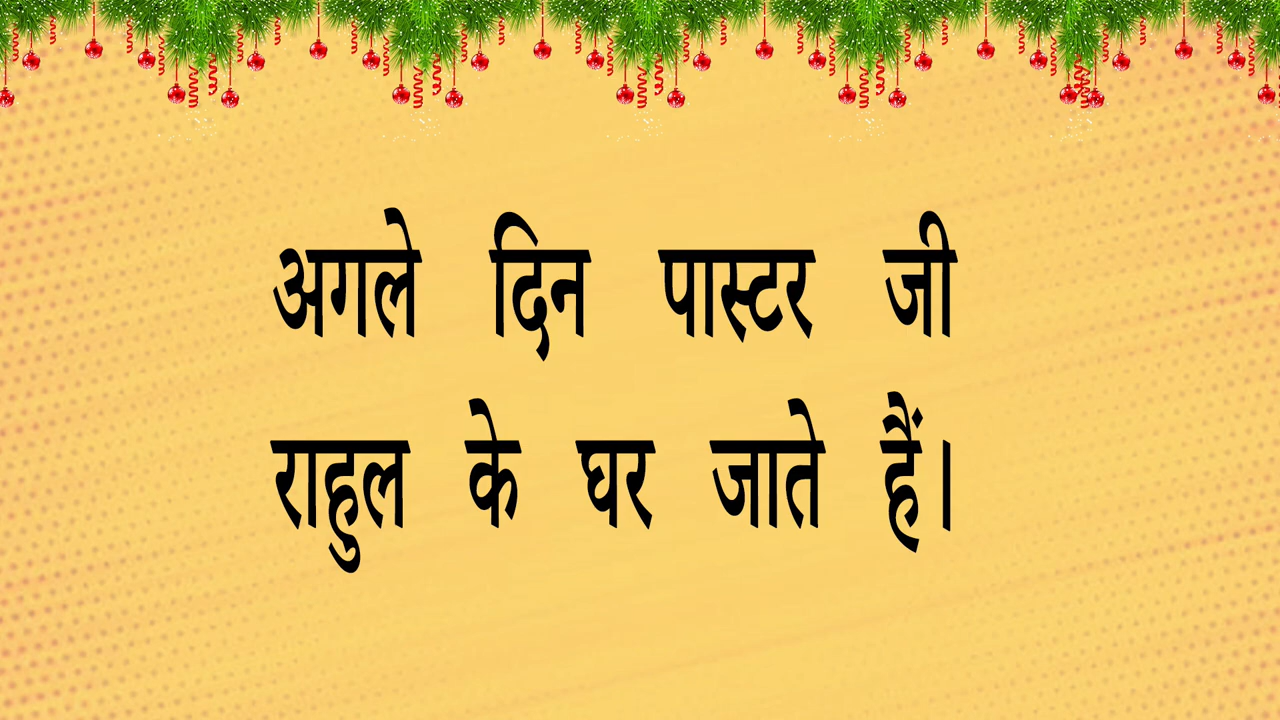 अगले दिन पास्टर जी
राहुल के घर जाते हैं।